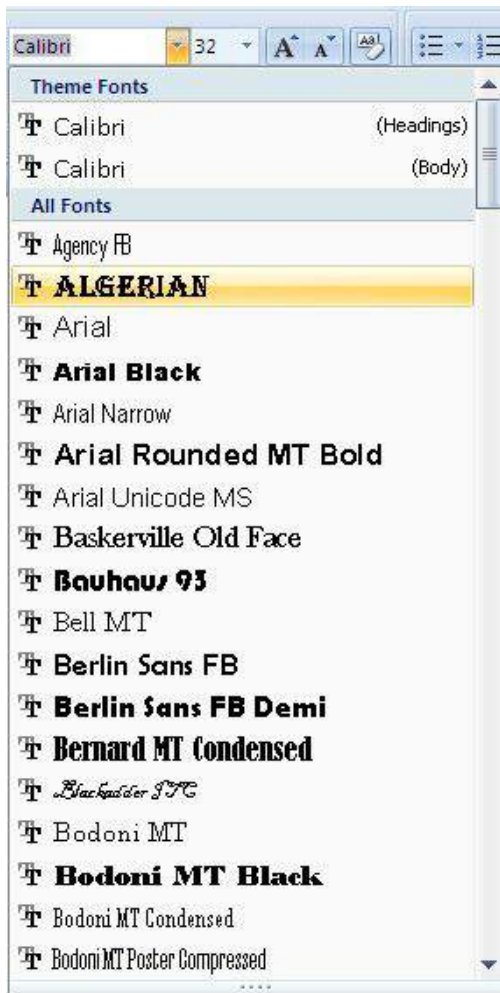 Calibri 32 A A Aa
Theme Fonts
Calibri (Headings)
Calibri (Body)
All Fonts
Agency FB
ALGERIAN
Arial
Arial Black
Arial Narrow
Arial Rounded MT Bold
Arial Unicode MS
Baskerville Old Face
Bauhaus 93
Bell MT
Berlin Sans FB
Berlin Sans FB Demi
Bernard MT Condensed
Blackadder ITC
Bodoni MT
Bodoni MT Black
Bodoni MT Condensed
Bodoni MT Poster Compressed